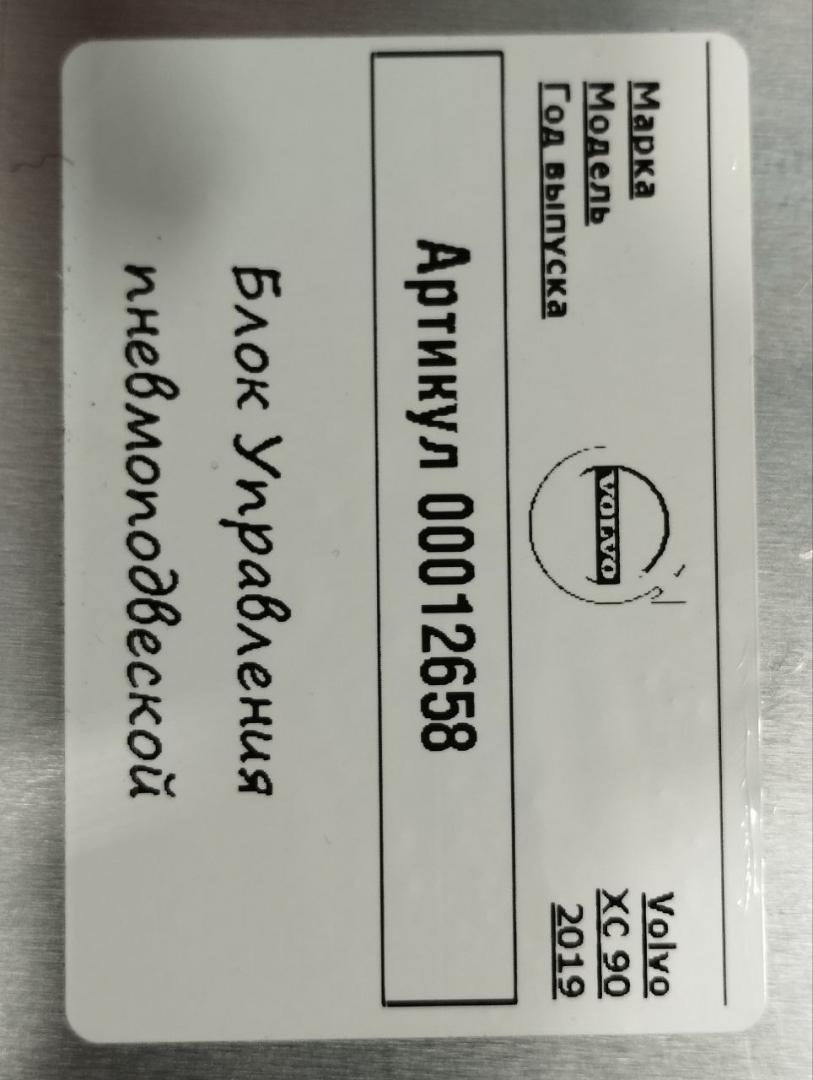 Марка Volvo
Модель XC 90
Год выпуска 2019
VOLVO
Артикул 00012658
Блок Управления
пневмоподвеской